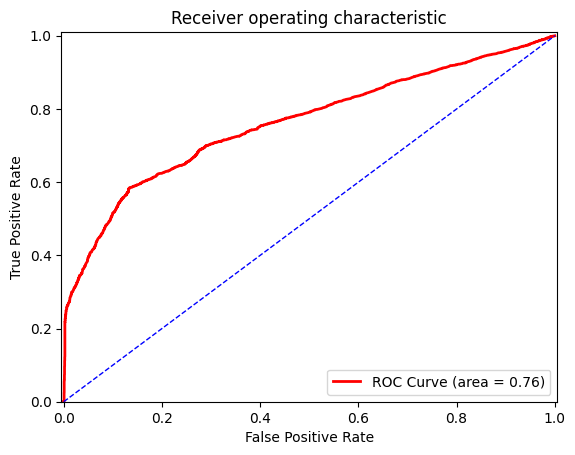 Receiver operating characteristic
1.0
0.8
0.6
0.4
0.2
0.0
True Positive Rate
0.0 0.2 0.4 0.6 0.8 1.0
False Positive Rate
ROC Curve (area = 0.76)